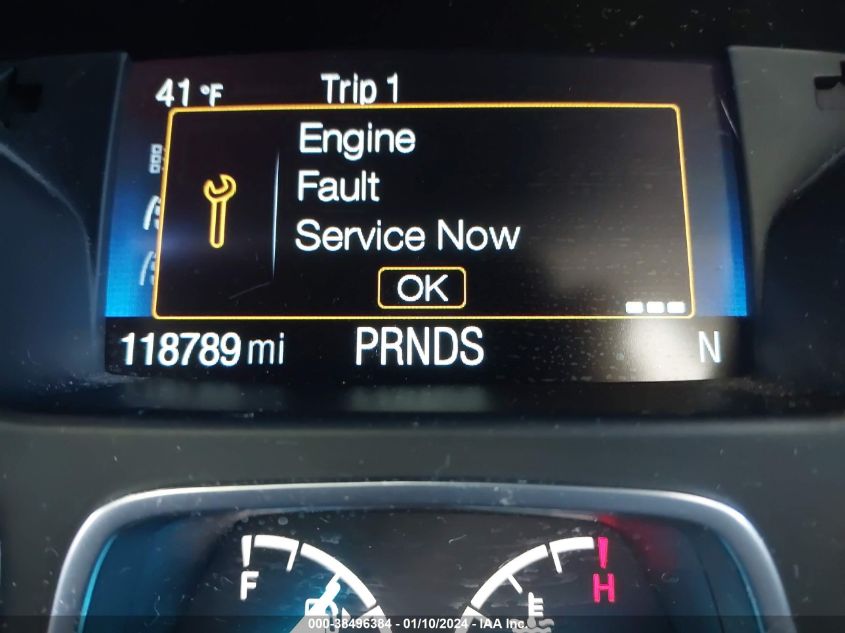 41 °F Trip 1
Engine
Fault
Service Now
OK
118789 mi PRNDS N
F H
000-38496384 - 01/10/2024 - IAA Inc.